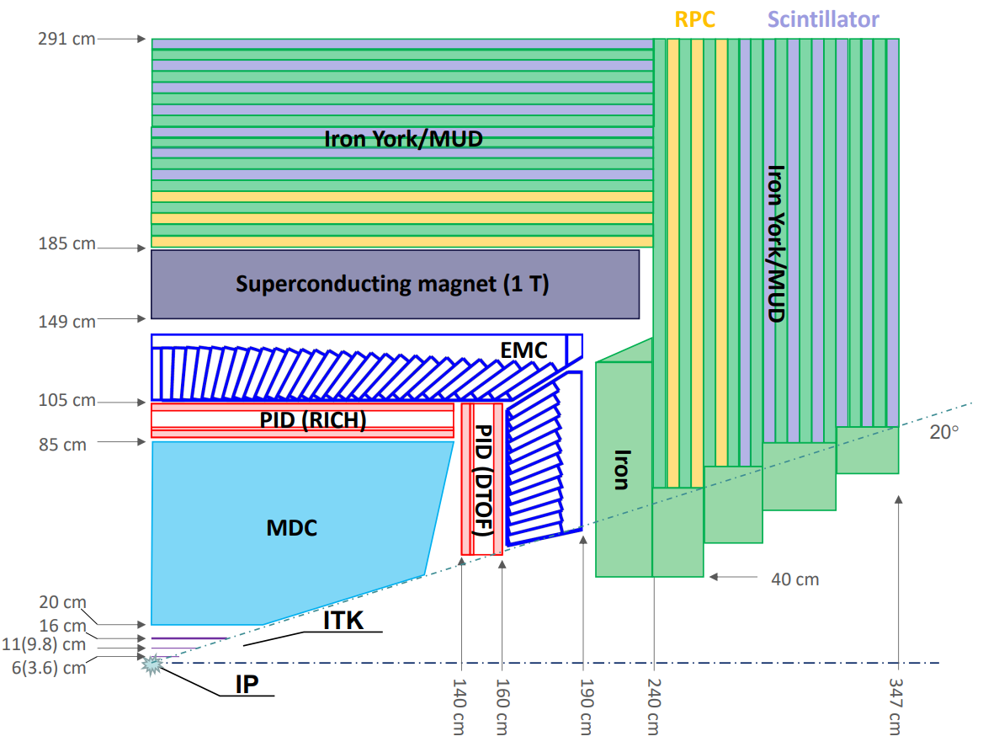 RPC
Scintillator
291 cm
Iron York/MUD
Iron York/MUD
185 cm
Superconducting magnet (1 T)
149 cm
EMC
105 cm
PID (RICH)
PID (DTOF)
85 cm
20°
Iron
MDC
40 cm
20 cm
16 cm
ITK
11(9.8) cm
6(3.6) cm
IP
140 cm
160 cm
190 cm
240 cm
347 cm